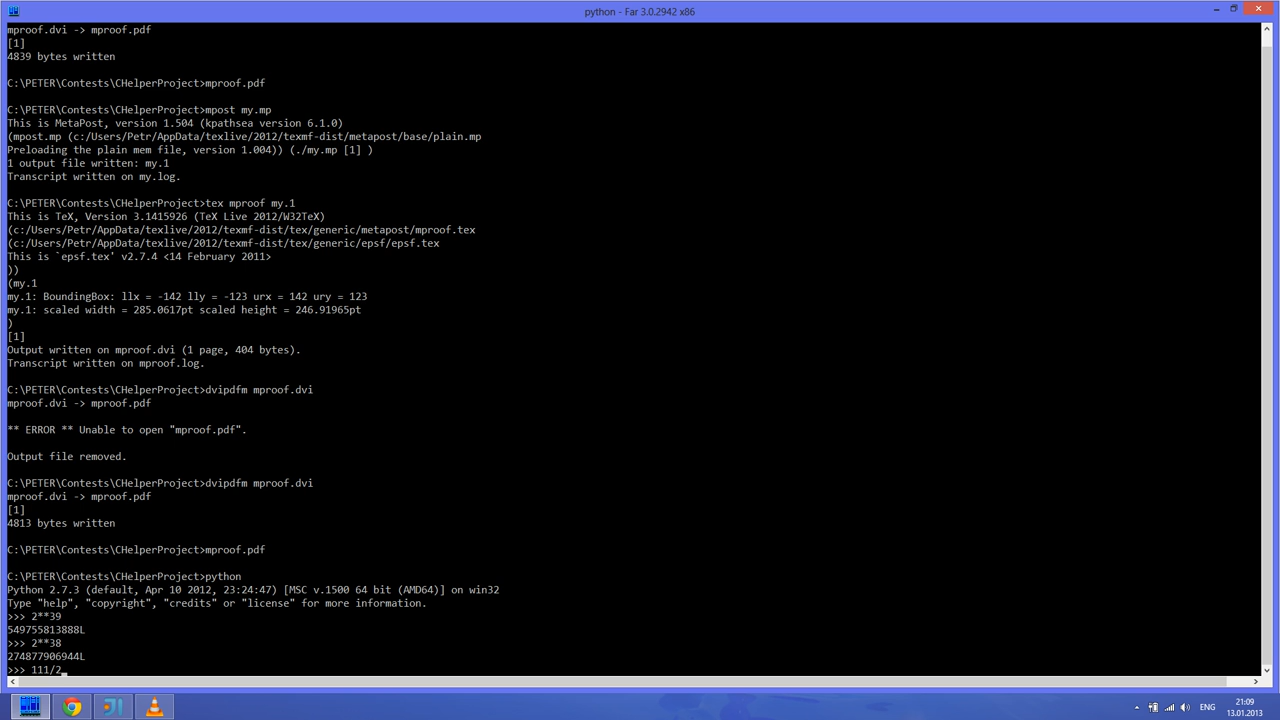 python - Far 3.0.2942 x86
mproof.dvi -> mproof.pdf
[1]
4839 bytes written
C:\PETER\Contests\CHelperProject>mproof.pdf
C:\PETER\Contests\CHelperProject>mpost my.mp
This is MetaPost, version 1.504 (kpathsea version 6.1.0)
(mpost.mp (c:/Users/Petr/AppData/texlive/2012/texmf-dist/metapost/base/plain.mp
Preloading the plain mem file, version 1.004)) (./my.mp [1] )
1 output file written: my.1
Transcript written on my.log.
C:\PETER\Contests\CHelperProject>tex mproof my.1
This is TeX, Version 3.1415926 (TeX Live 2012/W32TeX)
(c:/Users/Petr/AppData/texlive/2012/texmf-dist/tex/generic/metapost/mproof.tex
(c:/Users/Petr/AppData/texlive/2012/texmf-dist/tex/generic/epsf/epsf.tex
This is `epsf.tex' v2.7.4 <14 February 2011>
))
(my.1
my.1: BoundingBox: llx = -142 lly = -123 urx = 142 ury = 123
my.1: scaled width = 285.0617pt scaled height = 246.91965pt
)
[1]
Output written on mproof.dvi (1 page, 404 bytes).
Transcript written on mproof.log.
C:\PETER\Contests\CHelperProject>dvipdfm mproof.dvi
mproof.dvi -> mproof.pdf
** ERROR ** Unable to open "mproof.pdf".
Output file removed.
C:\PETER\Contests\CHelperProject>dvipdfm mproof.dvi
mproof.dvi -> mproof.pdf
[1]
4813 bytes written
C:\PETER\Contests\CHelperProject>mproof.pdf
C:\PETER\Contests\CHelperProject>python
Python 2.7.3 (default, Apr 10 2012, 23:24:47) [MSC v.1500 64 bit (AMD64)] on win32
Type "help", "copyright", "credits" or "license" for more information.
>>> 2**39
549755813888L
>>> 2**38
274877906944L
>>> 111/2_
ENG
21:09
13.01.2013